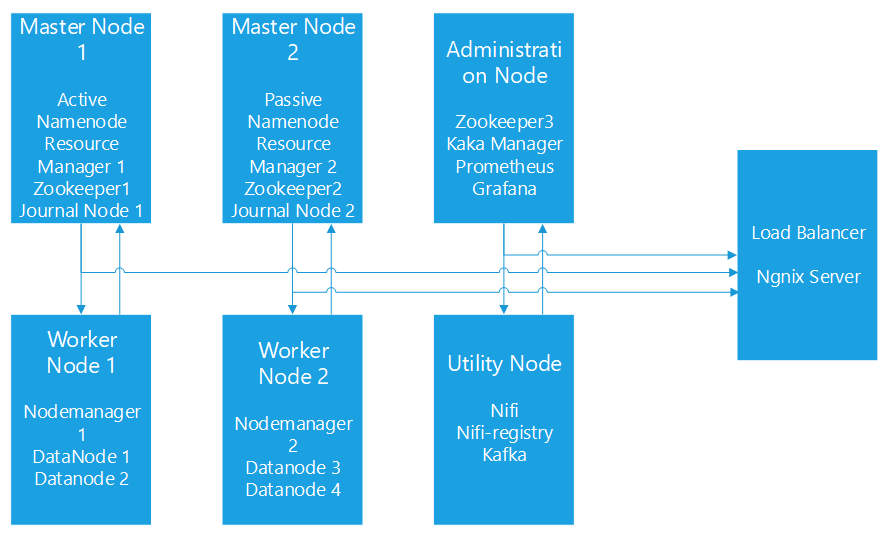 Master Node
1
Active
Namenode
Resource
Manager 1
Zookeeper1
Journal Node 1
Master Node
2
Passive
Namenode
Resource
Manager 2
Zookeeper2
Journal Node 2
Administrati
on Node
Zookeeper3
Kaka Manager
Prometheus
Grafana
Load Balancer
Ngnix Server
Worker
Node 1
Nodemanager
1
DataNode 1
Datanode 2
Worker
Node 2
Nodemanager
2
Datanode 3
Datanode 4
Utility Node
Nifi
Nifi-registry
Kafka